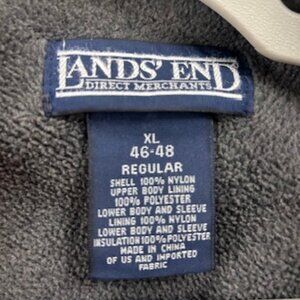 LANDS' END
DIRECT MERCHANTS
XL
46-48
REGULAR
SHELL 100% NYLON
UPPER BODY LINING
100% POLYESTER
LOWER BODY AND SLEEVE
LINING 100% NYLON
LOWER BODY AND SLEEVE
INSULATION 100% POLYESTER
MADE IN CHINA
OF US AND IMPORTED
FABRIC